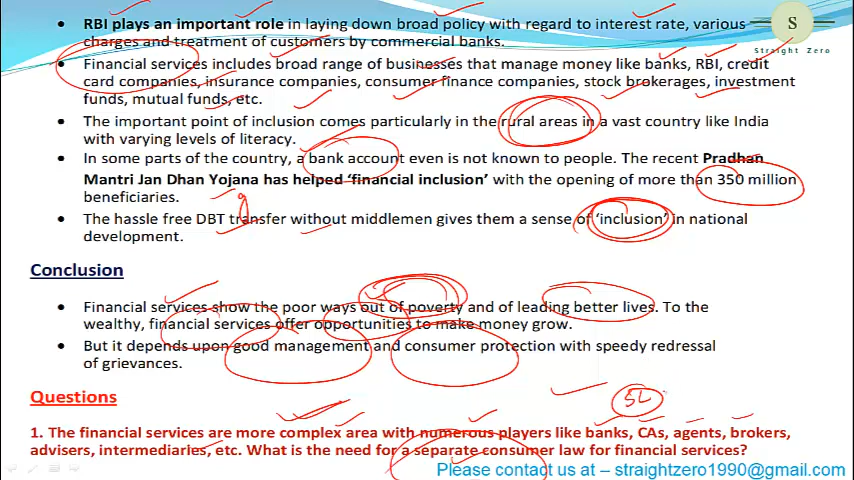 RBI plays an important role in laying down broad policy with regard to interest rate, various
charges and treatment of customers by commercial banks.
Financial services includes broad range of businesses that manage money like banks, RBI, credit
card companies, insurance companies, consumer finance companies, stock brokerages, investment
funds, mutual funds, etc.
The important point of inclusion comes particularly in the rural areas in a vast country like India
with varying levels of literacy.
In some parts of the country, a bank account even is not known to people. The recent Pradhan
Mantri Jan Dhan Yojana has helped ‘financial inclusion’ with the opening of more than 350 million
beneficiaries.
The hassle free DBT transfer without middlemen gives them a sense of ‘inclusion’ in national
development.
Conclusion
Financial services show the poor ways out of poverty and of leading better lives. To the
wealthy, financial services offer opportunities to make money grow.
But it depends upon good management and consumer protection with speedy redressal
of grievances.
Questions
1. The financial services are more complex area with numerous players like banks, CAs, agents, brokers,
advisers, intermediaries, etc. What is the need for a separate consumer law for financial services?
Please contact us at – straightzero1990@gmail.com
S
Straight Zero